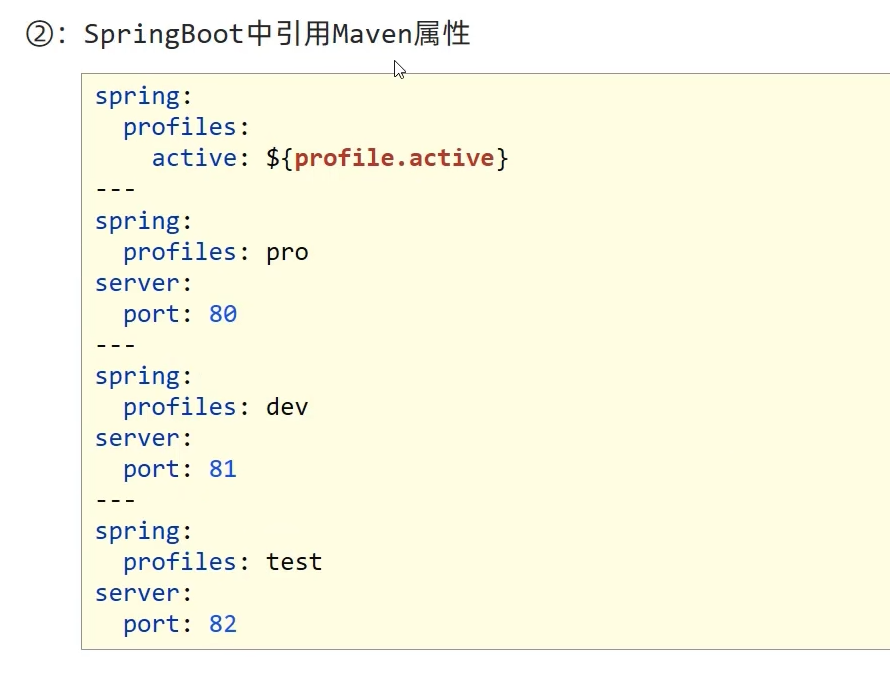 ②：SpringBoot中引用Maven属性
spring:
  profiles:
    active: ${profile.active}
---
spring:
  profiles: pro
server:
  port: 80
---
spring:
  profiles: dev
server:
  port: 81
---
spring:
  profiles: test
server:
  port: 82